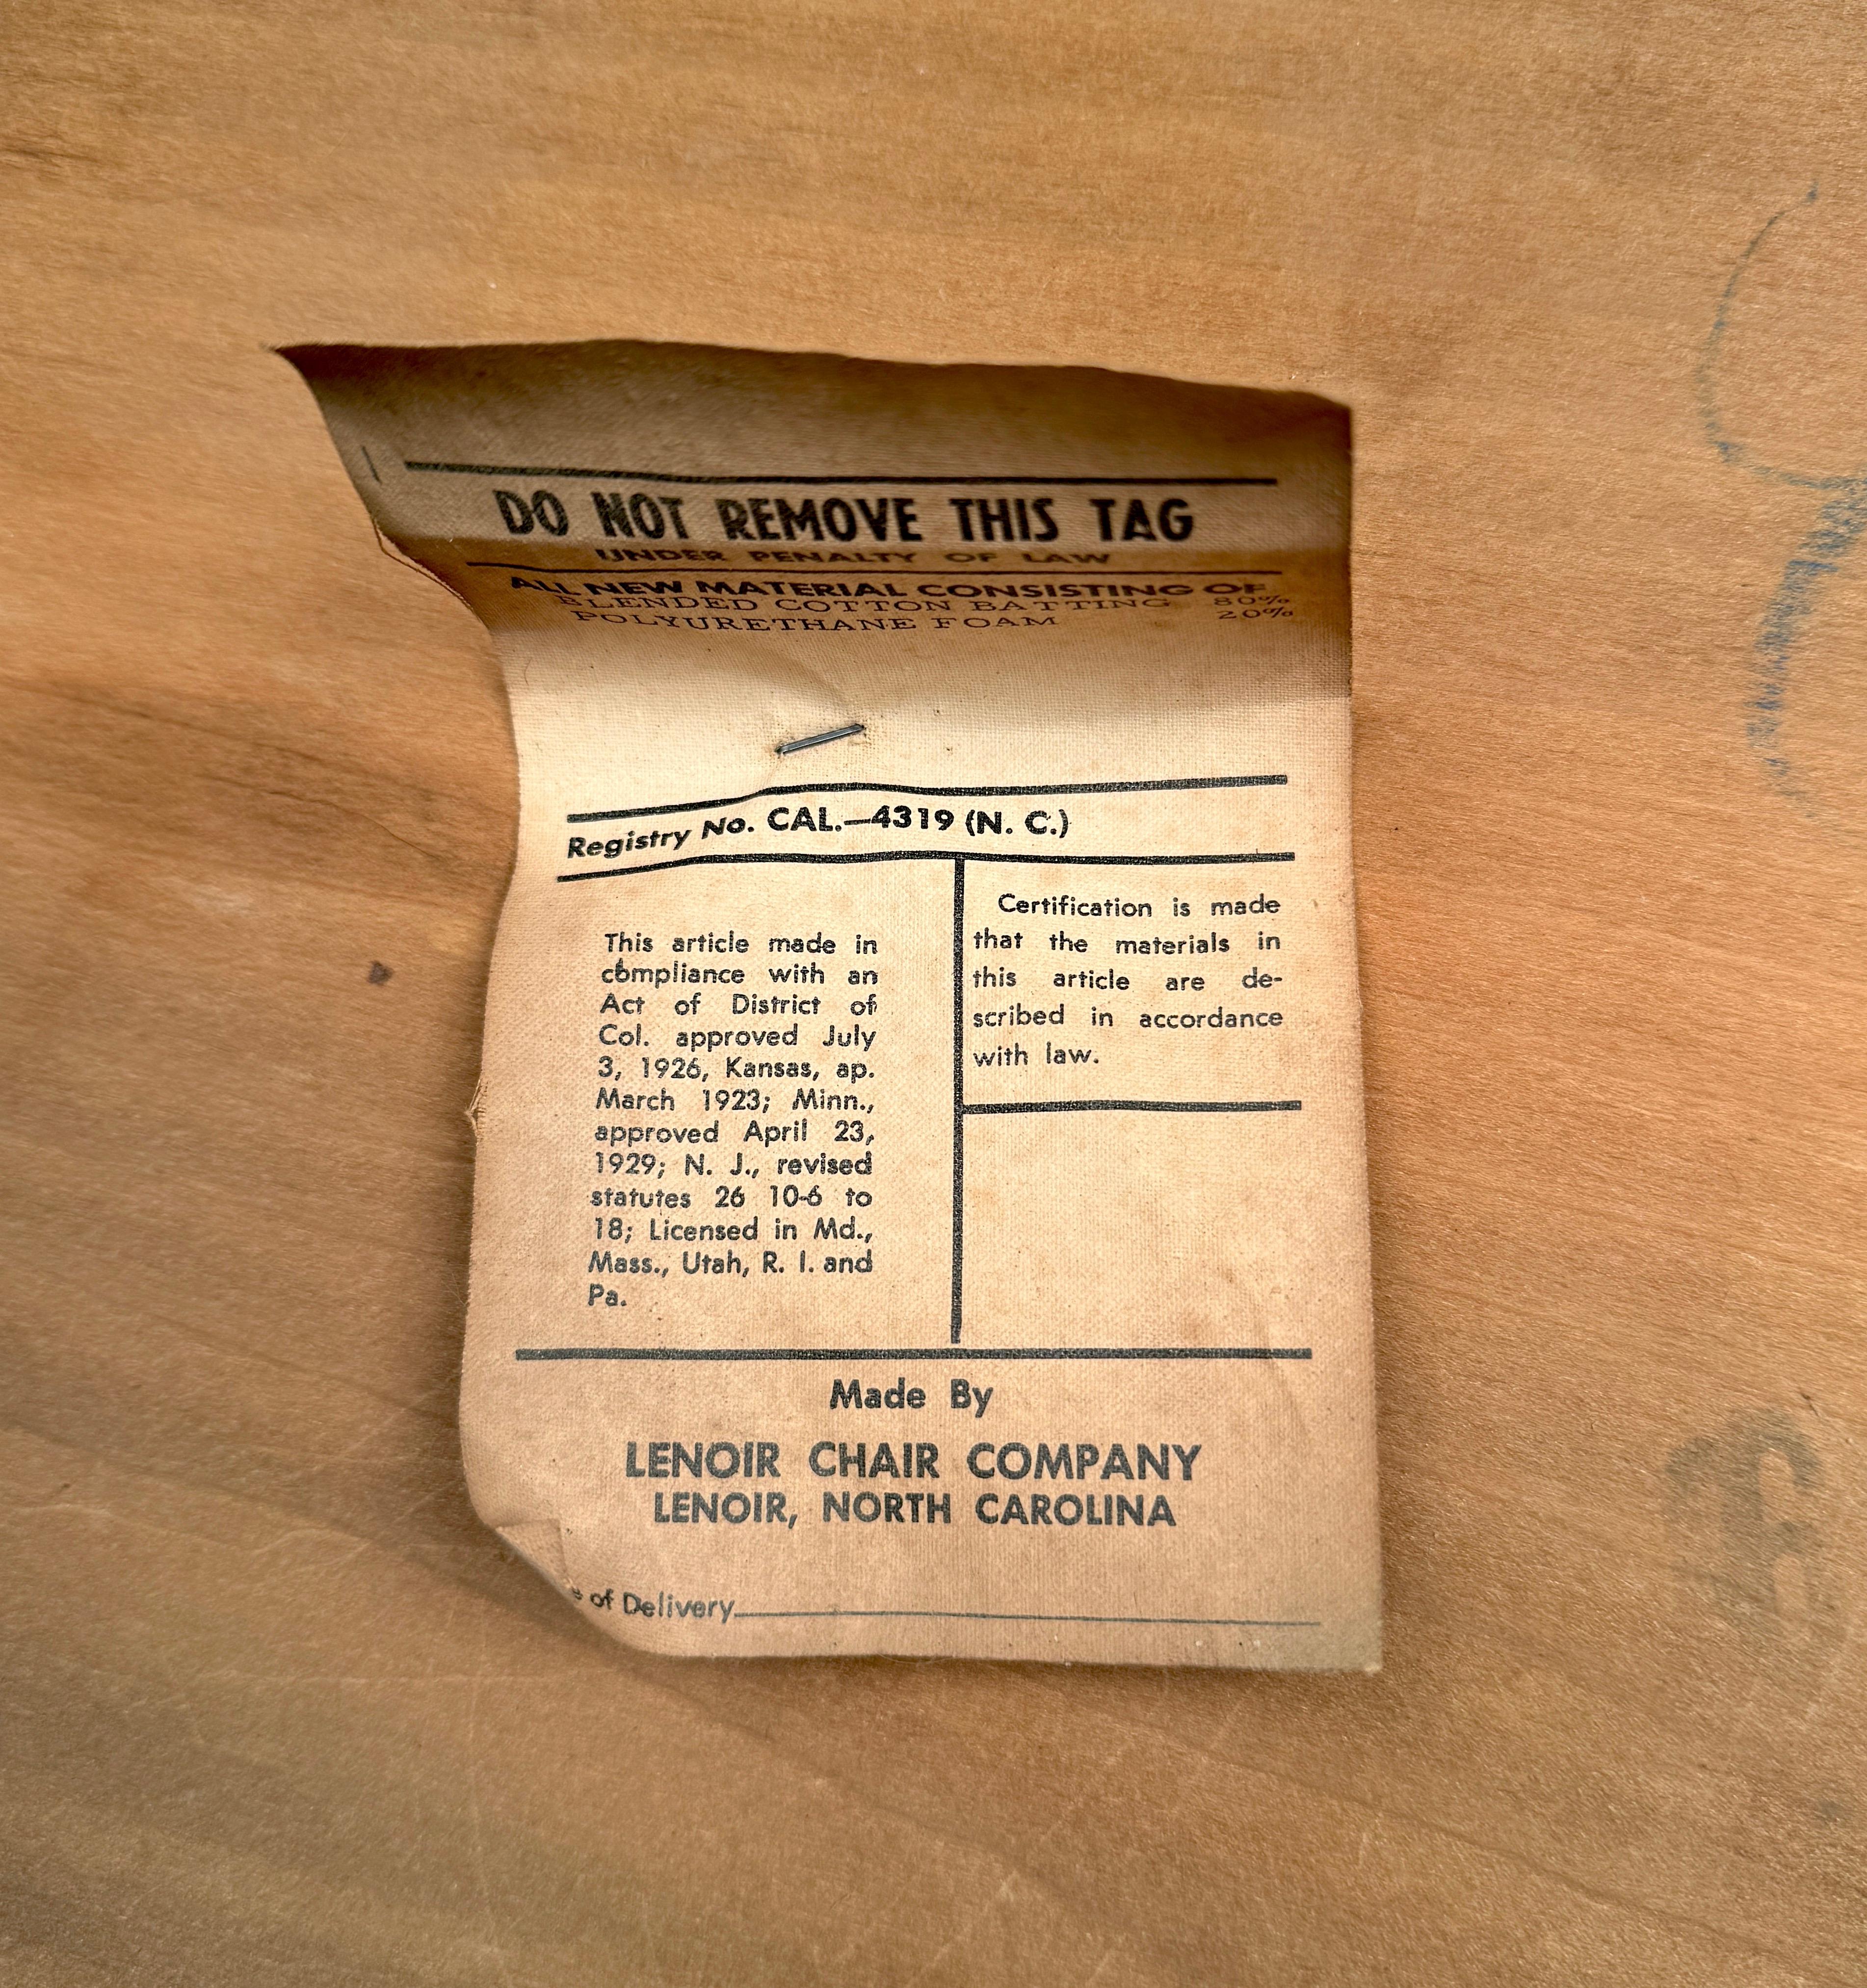 DO NOT REMOVE THIS TAG
UNDER PENALTY OF LAW
ALL NEW MATERIAL CONSISTING OF
BLENDED COTTON BATTING 80%
POLYURETHANE FOAM 20%
Registry No. CAL.—4319 (N. C.)
This article made in
compliance with an
Act of District of
Col. approved July
3, 1926, Kansas, ap.
March 1923; Minn.,
approved April 23,
1929; N. J., revised
statutes 26 10-6 to
18; Licensed in Md.,
Mass., Utah, R. I. and
Pa.
Certification is made
that the materials in
this article are de-
scribed in accordance
with law.
Made By
LENOIR CHAIR COMPANY
LENOIR, NORTH CAROLINA
of Delivery